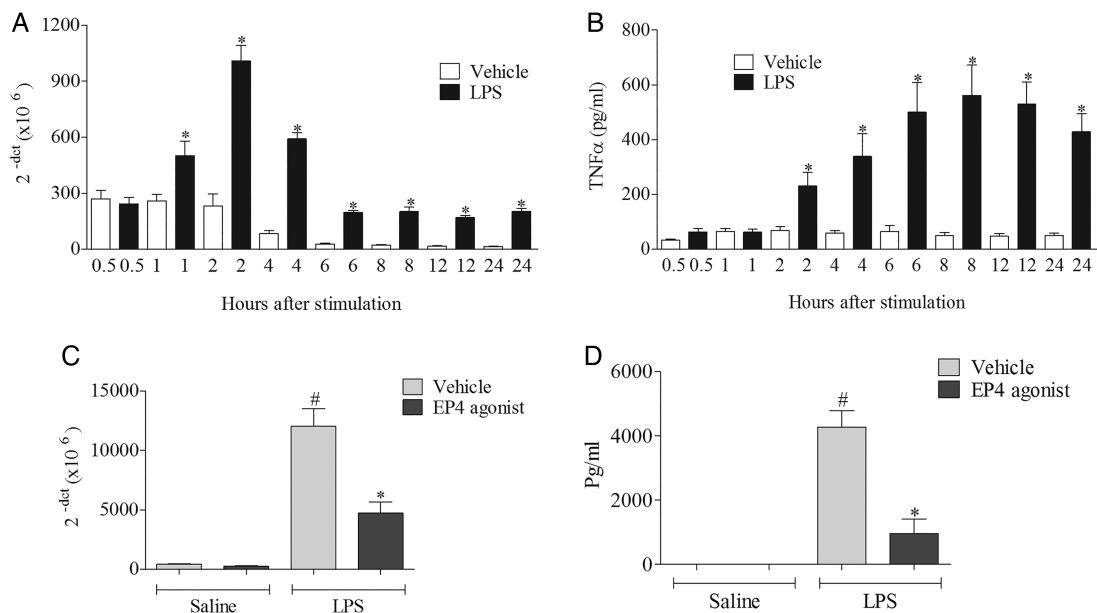 A
1200
900
600
300
0
2 -dct (x10 6)
Vehicle
LPS
*
*
*
*
*
*
*
0.5 0.5 1 1 2 2 4 4 6 6 8 8 12 12 24 24
Hours after stimulation
B
800
600
400
200
0
TNFα (pg/ml)
Vehicle
LPS
*
*
*
*
*
*
0.5 0.5 1 1 2 2 4 4 6 6 8 8 12 12 24 24
Hours after stimulation
C
15000
10000
5000
0
2 -dct (x10 6)
Vehicle
EP4 agonist
#
*
Saline LPS
D
6000
4000
2000
0
Pg/ml
Vehicle
EP4 agonist
#
*
Saline LPS